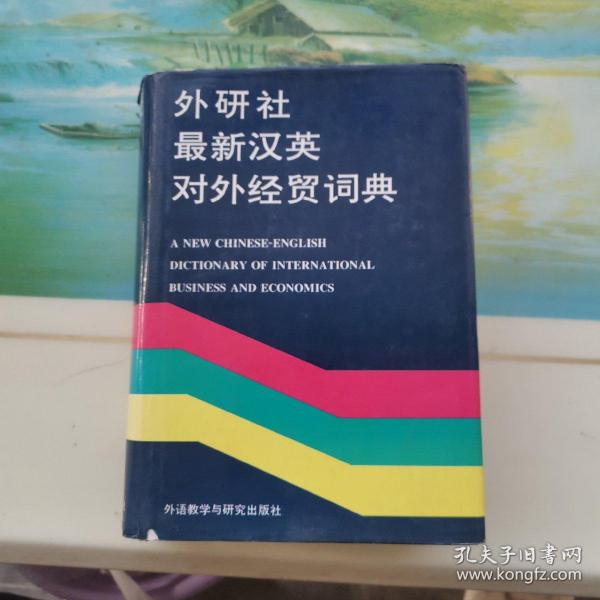 外研社
最新汉英
对外经贸词典
A NEW CHINESE-ENGLISH
DICTIONARY OF INTERNATIONAL
BUSINESS AND ECONOMICS
外语教学与研究出版社
孔夫子旧书网
www.kongfz.com